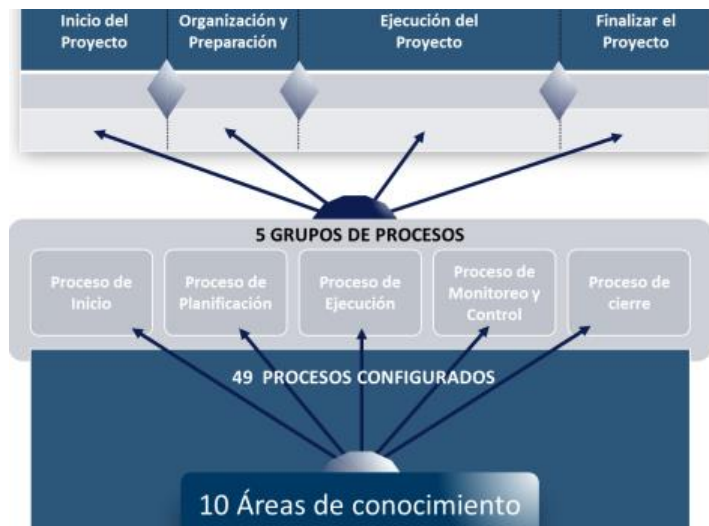 Inicio del
Proyecto
Organización y
Preparación
Ejecución del
Proyecto
Finalizar el
Proyecto
5 GRUPOS DE PROCESOS
Proceso de
Inicio
Proceso de
Planificación
Proceso de
Ejecución
Proceso de
Monitoreo y
Control
Proceso de
cierre
49 PROCESOS CONFIGURADOS
10 Áreas de conocimiento